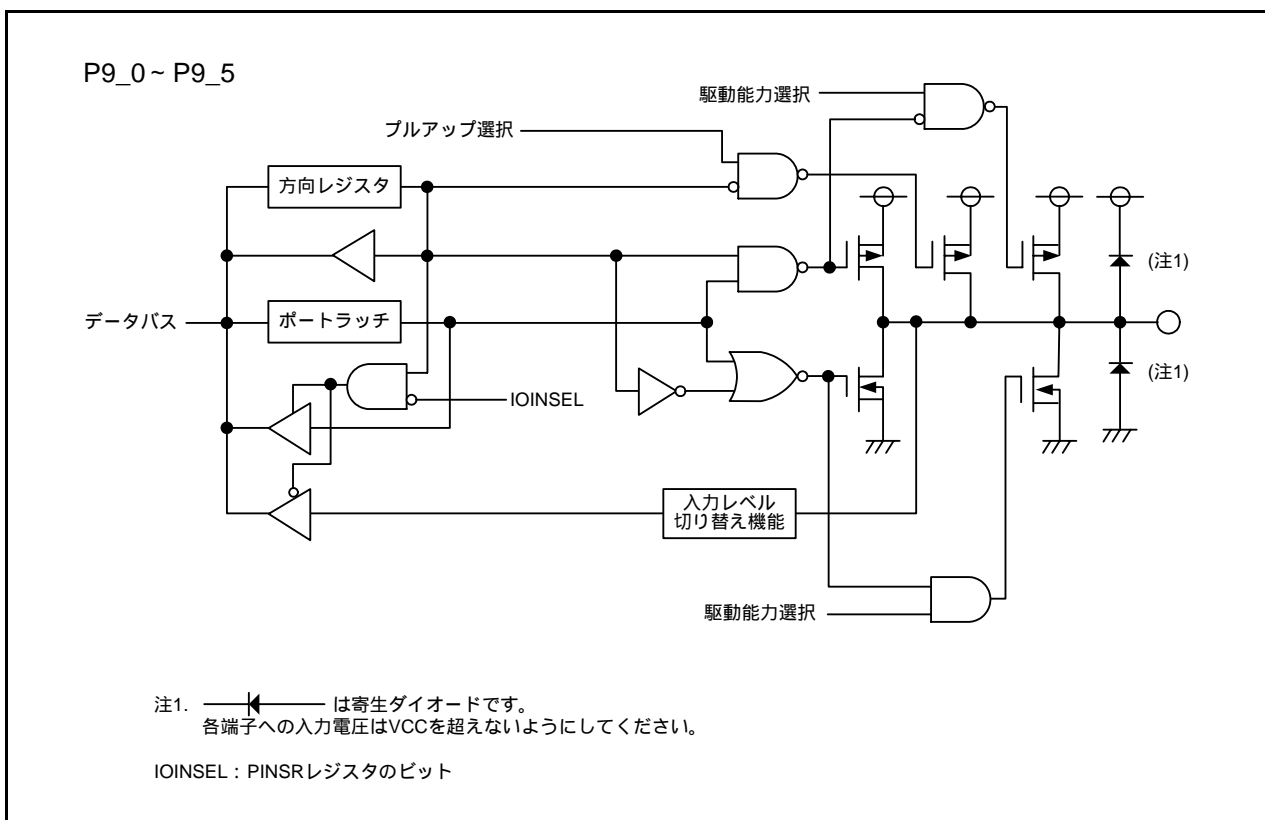 P9_0~P9_5
駆動能力選択
プルアップ選択
方向レジスタ
(注1)
データバス
ポートラッチ
(注1)
IOINSEL
入力レベル
切り替え機能
駆動能力選択
注1. は寄生ダイオードです。
各端子への入力電圧はVCCを超えないようにしてください。
IOINSEL：PINSRレジスタのビット